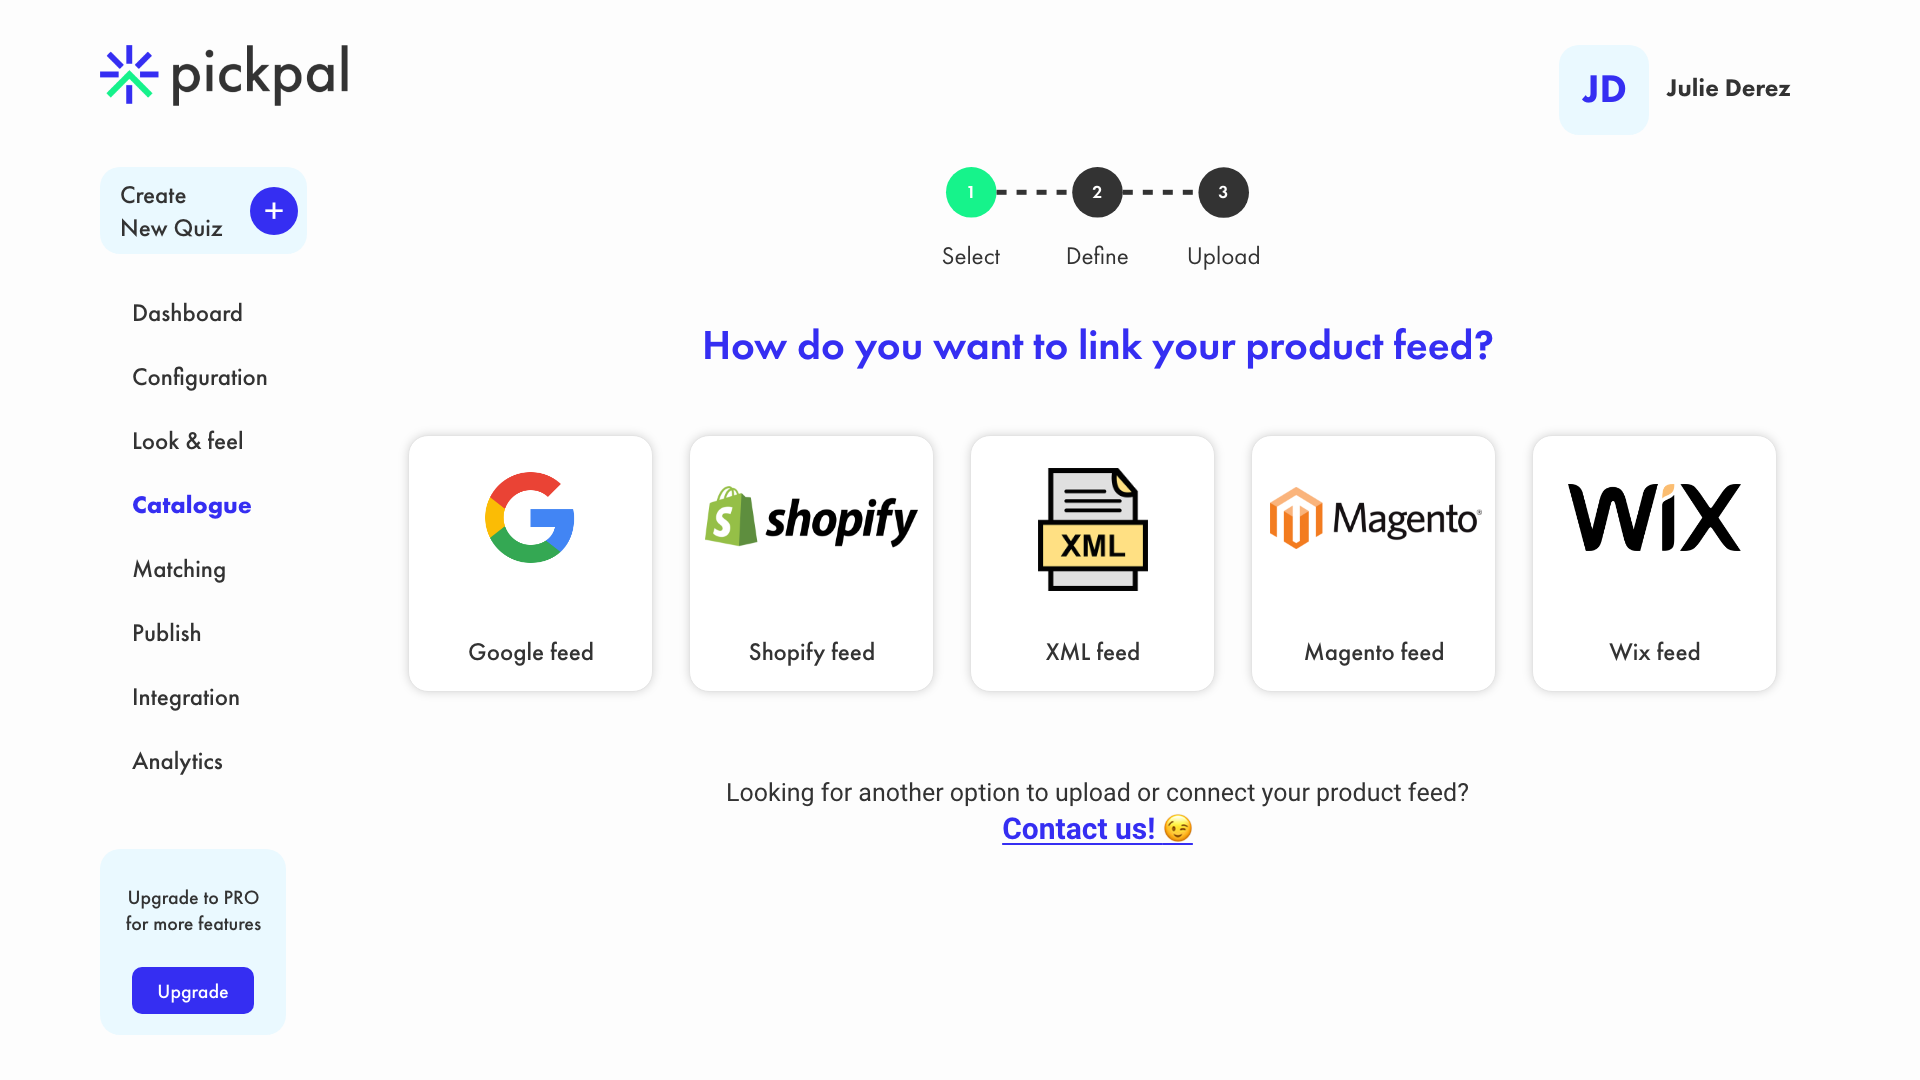 pickpal
JD
Julie Derez
Create
New Quiz
+
Dashboard
Configuration
Look & feel
Catalogue
Matching
Publish
Integration
Analytics
Upgrade to PRO
for more features
Upgrade
1 2 3
Select Define Upload
How do you want to link your product feed?
G
Google feed
S shopify
Shopify feed
XML
XML feed
Magento®
Magento feed
WiX
Wix feed
Looking for another option to upload or connect your product feed?
Contact us! 😉